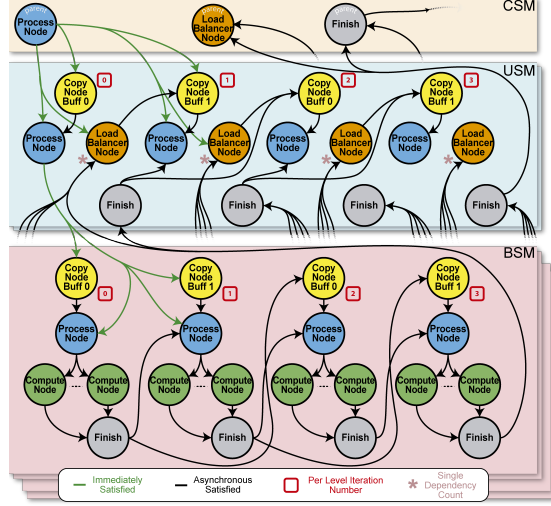 CSM
parent
Process
Node
parent
Load
Balancer
Node
parent
Finish
USM
Copy
Node
Buff 0
0
Copy
Node
Buff 1
1
Copy
Node
Buff 0
2
Copy
Node
Buff 1
3
Process
Node
Load
Balancer
Node
*
Process
Node
Load
Balancer
Node
*
Process
Node
Load
Balancer
Node
*
Process
Node
Load
Balancer
Node
*
Finish
Finish
Finish
Finish
BSM
Copy
Node
Buff 0
0
Copy
Node
Buff 1
1
Copy
Node
Buff 0
2
Copy
Node
Buff 1
3
Process
Node
Process
Node
Process
Node
Process
Node
Compute
Node
...
Compute
Node
Compute
Node
...
Compute
Node
Compute
Node
...
Compute
Node
Compute
Node
...
Compute
Node
Finish
Finish
Finish
Finish
Immediately
Satisfied
Asynchronous
Satisfied
Per Level Iteration
Number
* Single
Dependency
Count